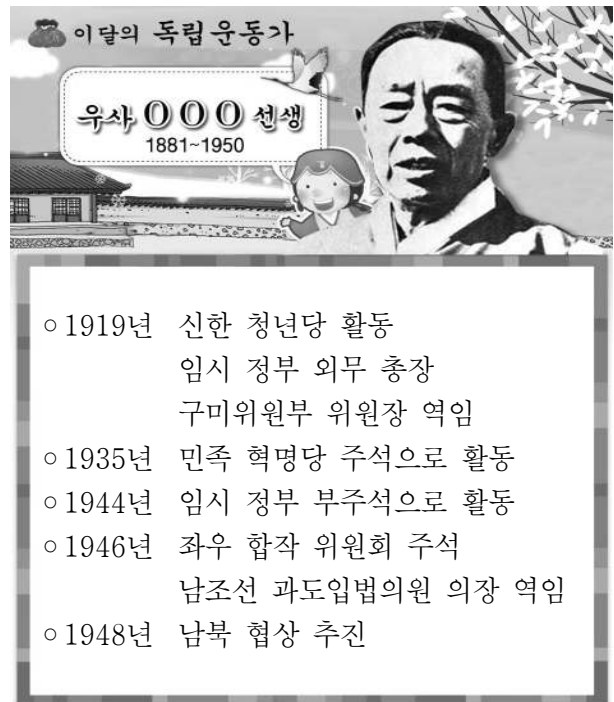 이달의 독립운동가
우사 OOO 선생
1881~1950
○1919년 신한 청년당 활동
임시 정부 외무 총장
구미위원부 위원장 역임
○1935년 민족 혁명당 주석으로 활동
○1944년 임시 정부 부주석으로 활동
○1946년 좌우 합작 위원회 주석
남조선 과도입법의원 의장 역임
○1948년 남북 협상 추진